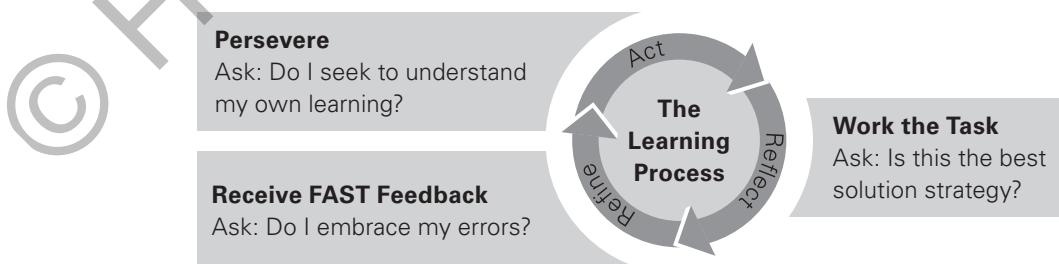 Persevere
Ask: Do I seek to understand
my own learning?
Receive FAST Feedback
Ask: Do I embrace my errors?
Act
Reflect
Refine
The
Learning
Process
Work the Task
Ask: Is this the best
solution strategy?
© H